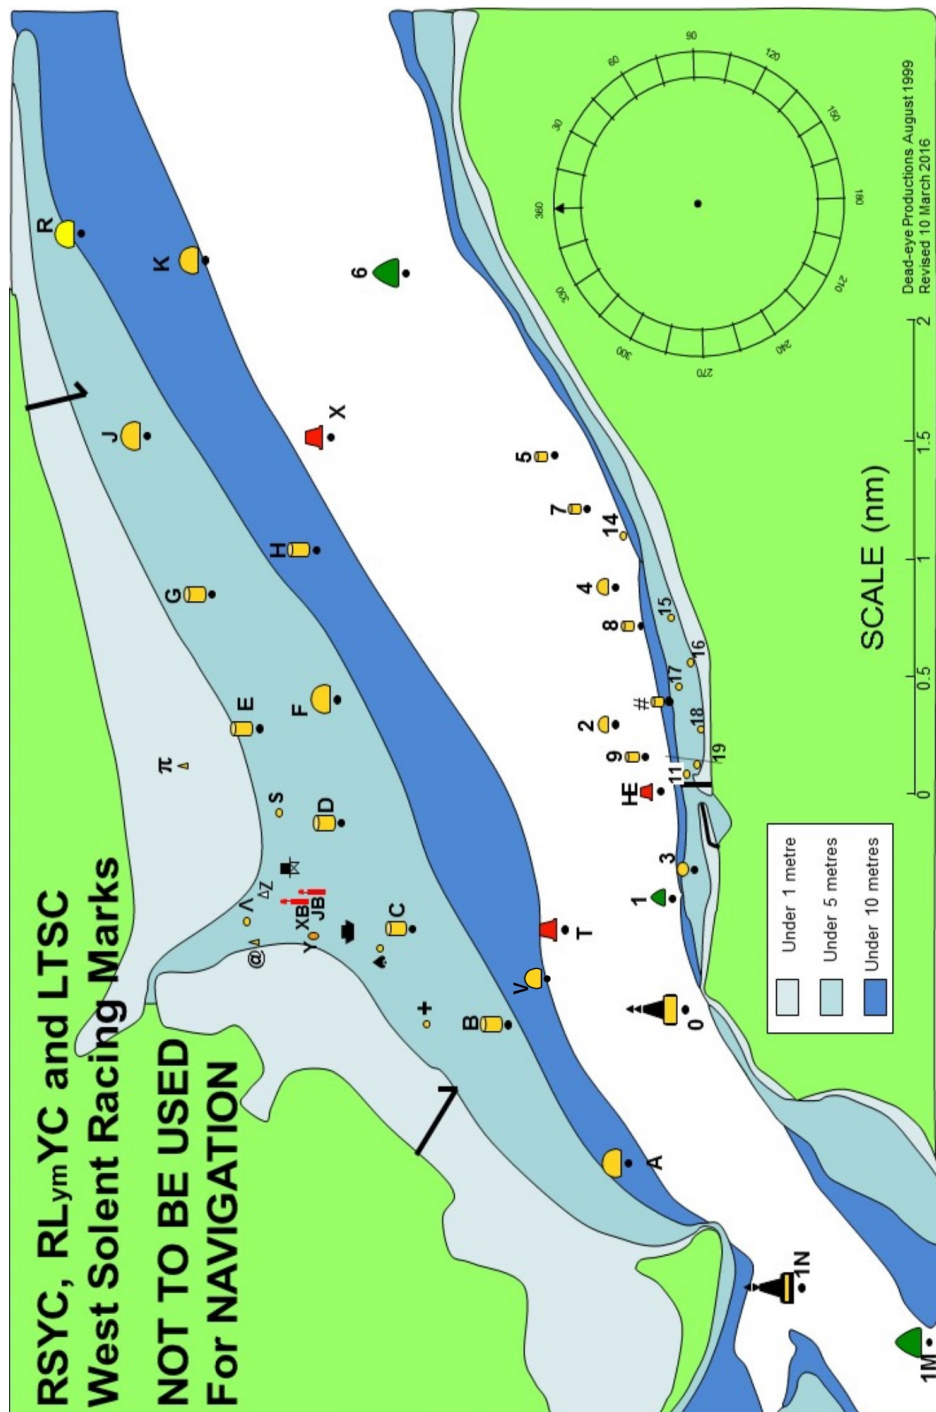 RSYC, RLymYC and LTSC
West Solent Racing Marks
NOT TO BE USED
For NAVIGATION
R
K
J
G
π
E
H
X
6
F
S
D
Λ
@
Z
XB
JB
Y
♠
C
+
B
V
T
A
1N
1M
0
1
3
HE
9
2
#
8
4
7
5
14
15
16
17
18
19
11
360
30
60
90
120
150
180
210
240
270
300
330
Under 1 metre
Under 5 metres
Under 10 metres
SCALE (nm)
0 0.5 1 1.5 2
Dead-eye Productions August 1999
Revised 10 March 2016